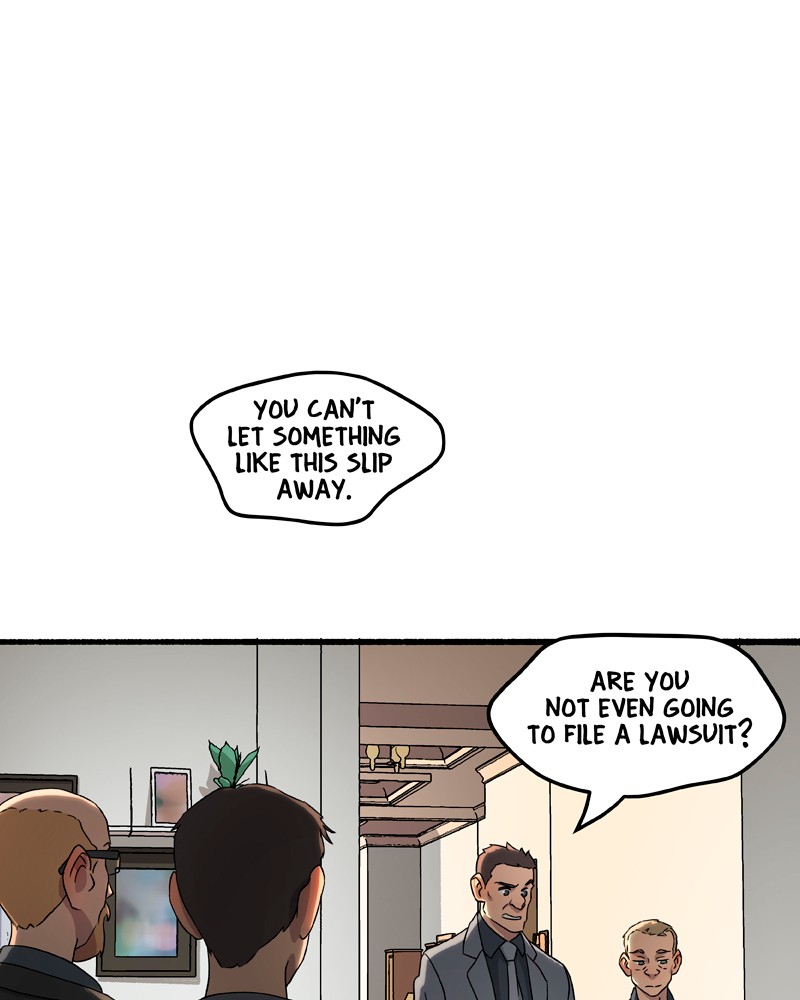 YOU CAN'T
LET SOMETHING
LIKE THIS SLIP
AWAY.
ARE YOU
NOT EVEN GOING
TO FILE A LAWSUIT?